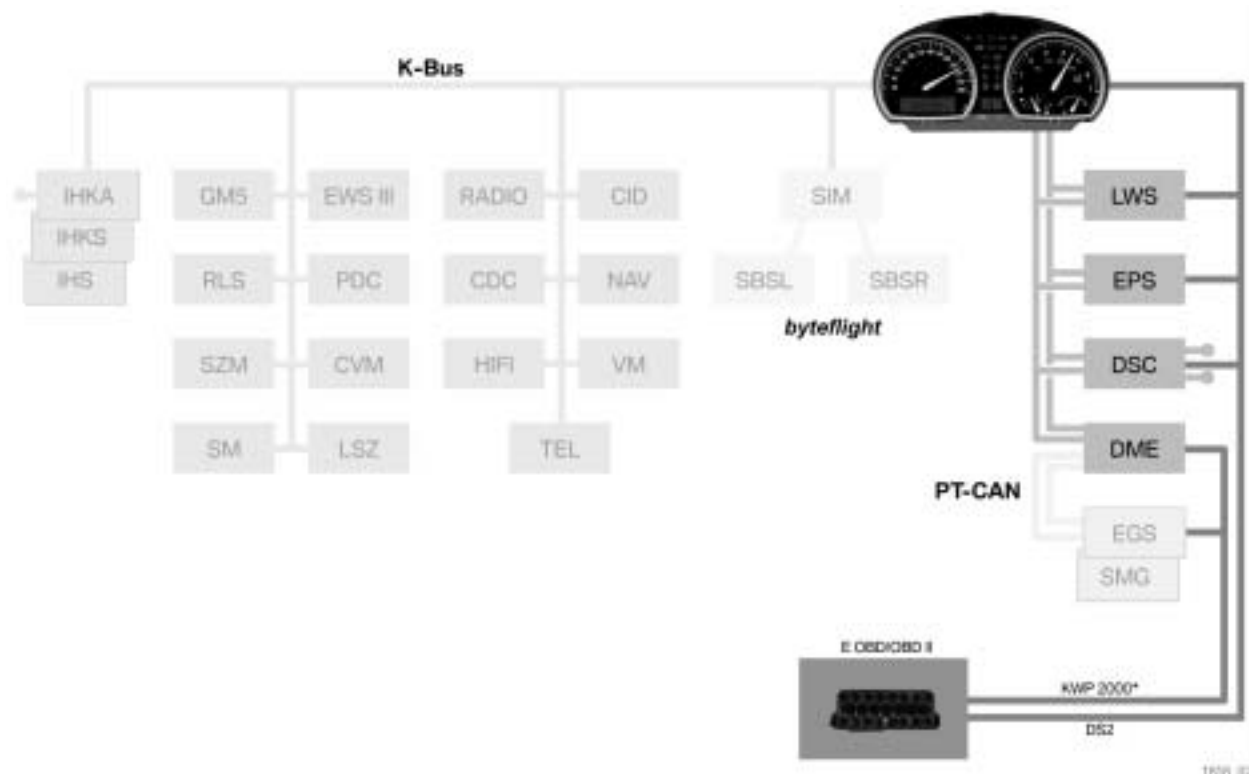 K-Bus
IHKA
GM5
EWS III
RADIO
CID
SIM
LWS
IHKS
IHS
RLS
PDC
CDC
NAV
SBSL
SBSR
EPS
byteflight
SZM
CVM
HIFI
VM
DSC
SM
LSZ
TEL
DME
PT-CAN
EGS
SMG
E OBD/OBD II
KWP 2000*
DS2